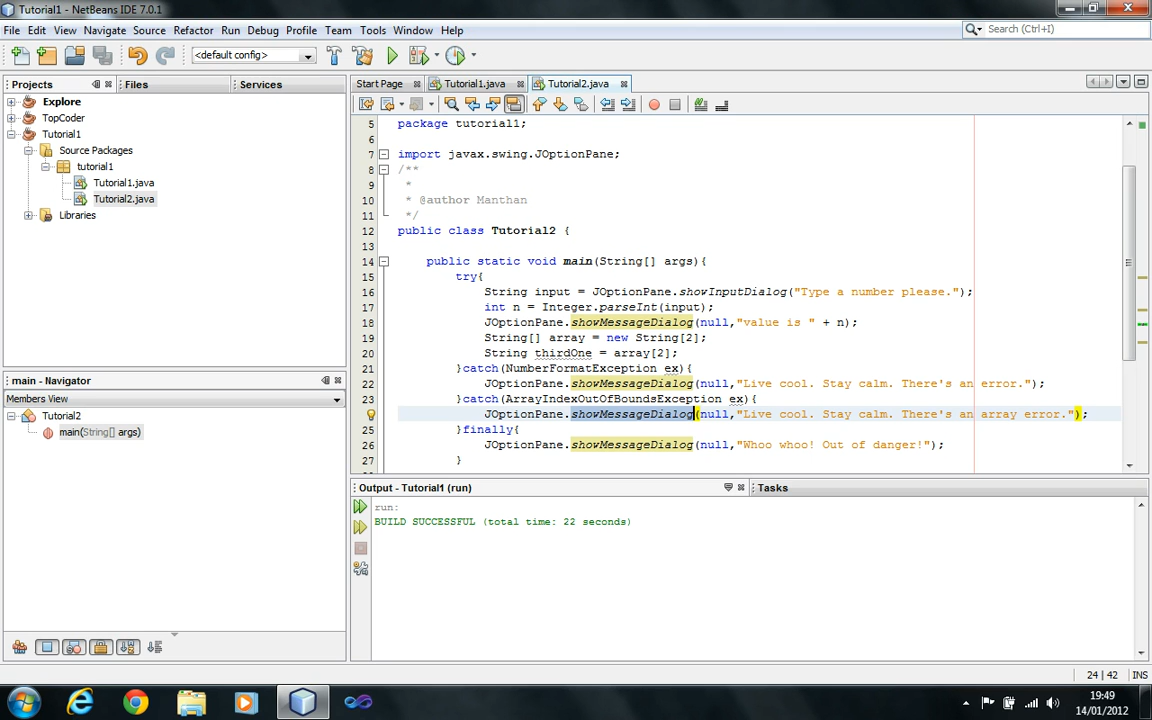 Tutorial1 - NetBeans IDE 7.0.1
File Edit View Navigate Source Refactor Run Debug Profile Team Tools Window Help
Search (Ctrl+I)
<default config>
Projects Files Services
Start Page Tutorial1.java Tutorial2.java
Explore
TopCoder
Tutorial1
Source Packages
tutorial1
Tutorial1.java
Tutorial2.java
Libraries
5 package tutorial1;
6
7 import javax.swing.JOptionPane;
8 /**
9 *
10 * @author Manthan
11 */
12 public class Tutorial2 {
13
14 public static void main(String[] args){
15 try{
16 String input = JOptionPane.showInputDialog("Type a number please.");
17 int n = Integer.parseInt(input);
18 JOptionPane.showMessageDialog(null,"value is " + n);
19 String[] array = new String[2];
20 String thirdOne = array[2];
21 }catch(NumberFormatException ex){
22 JOptionPane.showMessageDialog(null,"Live cool. Stay calm. There's an error.");
23 }catch(ArrayIndexOutOfBoundsException ex){
JOptionPane.showMessageDialog(null,"Live cool. Stay calm. There's an array error.");
25 }finally{
26 JOptionPane.showMessageDialog(null,"Whoo whoo! Out of danger!");
27 }
main - Navigator
Members View
Tutorial2
main(String[] args)
Output - Tutorial1 (run) Tasks
run:
BUILD SUCCESSFUL (total time: 22 seconds)
24 | 42 INS
19:49
14/01/2012